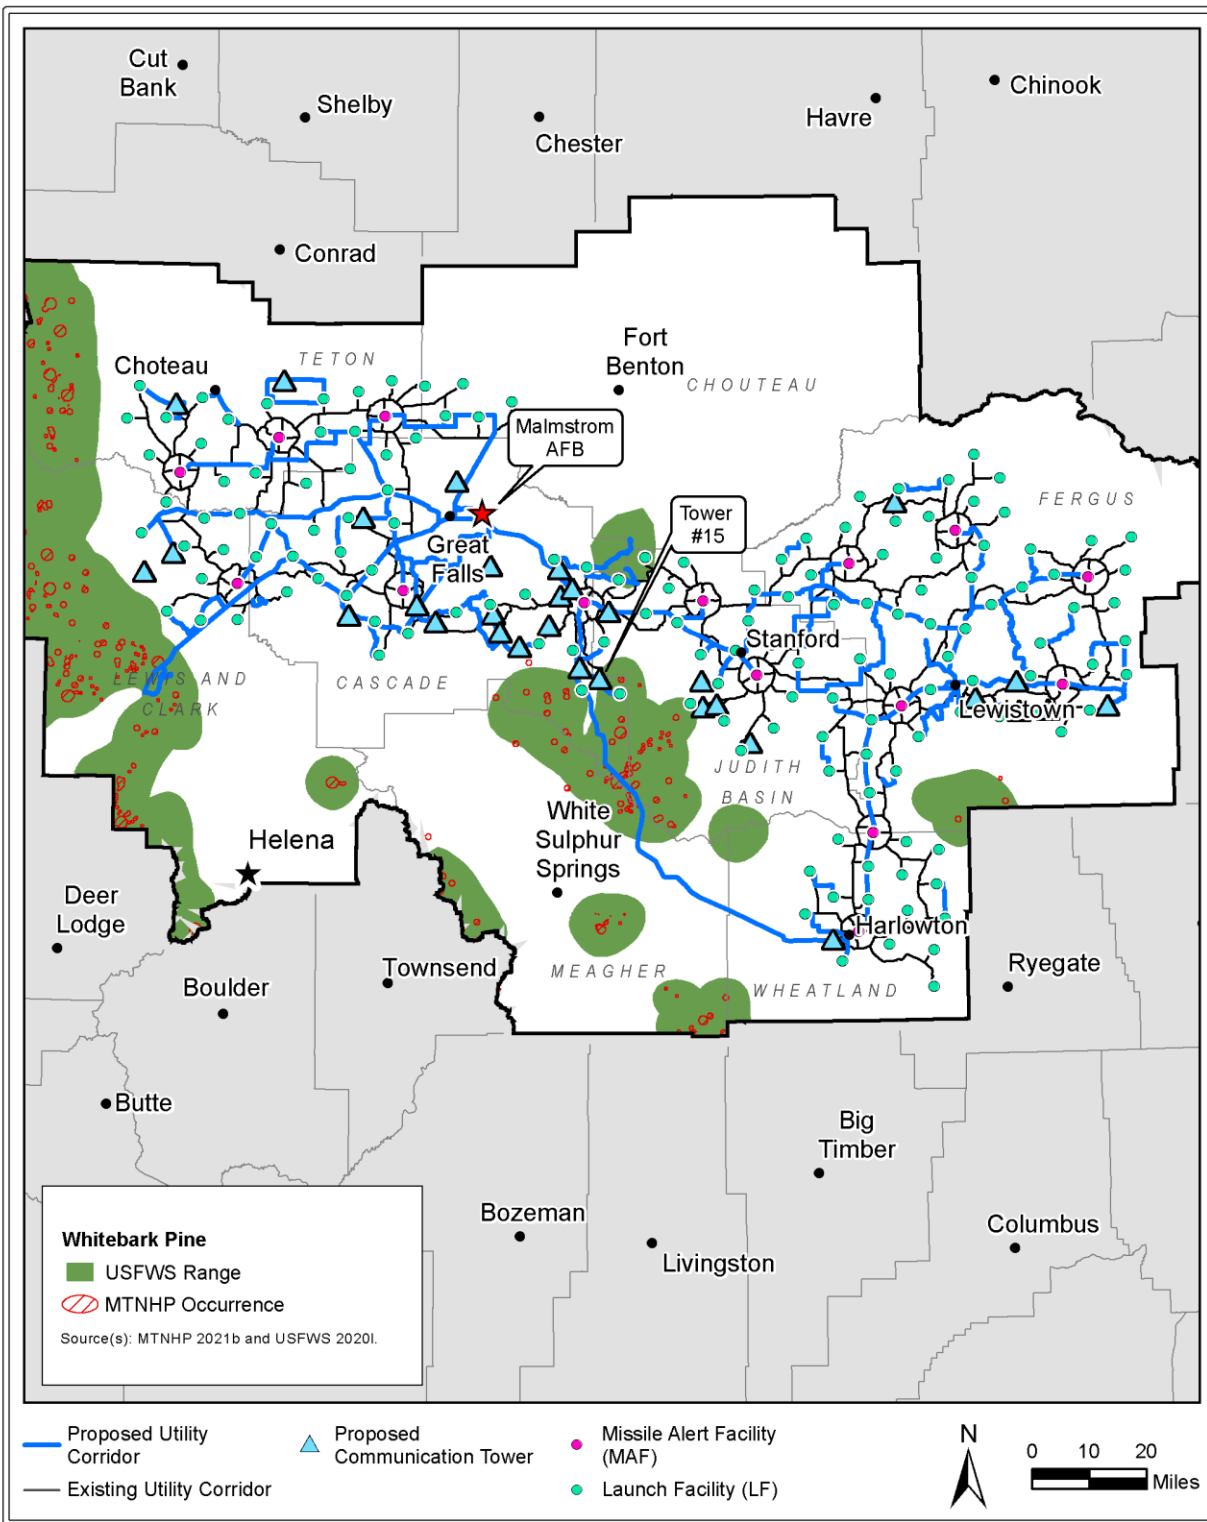 Cut
Bank
Shelby
Chester
Havre
Chinook
Conrad
Fort
Benton
Choteau
TETON
CHOUTEAU
Malmstrom
AFB
Tower
#15
FERGUS
Great
Falls
Stanford
LEWIS AND
CLARK
CASCADE
Lewistown
JUDITH
BASIN
White
Sulphur
Springs
Helena
Deer
Lodge
Harlowton
Townsend
MEAGHER
WHEATLAND
Ryegate
Boulder
Butte
Big
Timber
Bozeman
Livingston
Columbus
Whitebark Pine
USFWS Range
MTNHP Occurrence
Source(s): MTNHP 2021b and USFWS 2020l.
Proposed Utility
Corridor
Existing Utility Corridor
Proposed
Communication Tower
Missile Alert Facility
(MAF)
Launch Facility (LF)
N
0 10 20
Miles